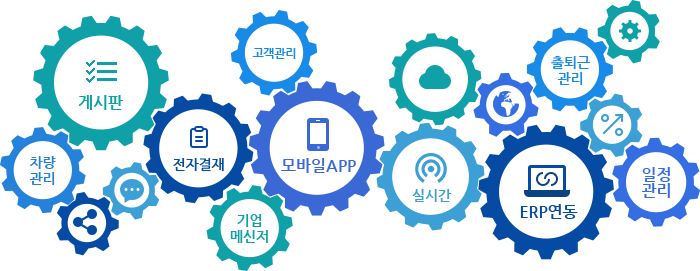 고객관리
출퇴근
관리
게시판
차량
관리
전자결재
모바일APP
실시간
일정
관리
ERP연동
기업
메신저